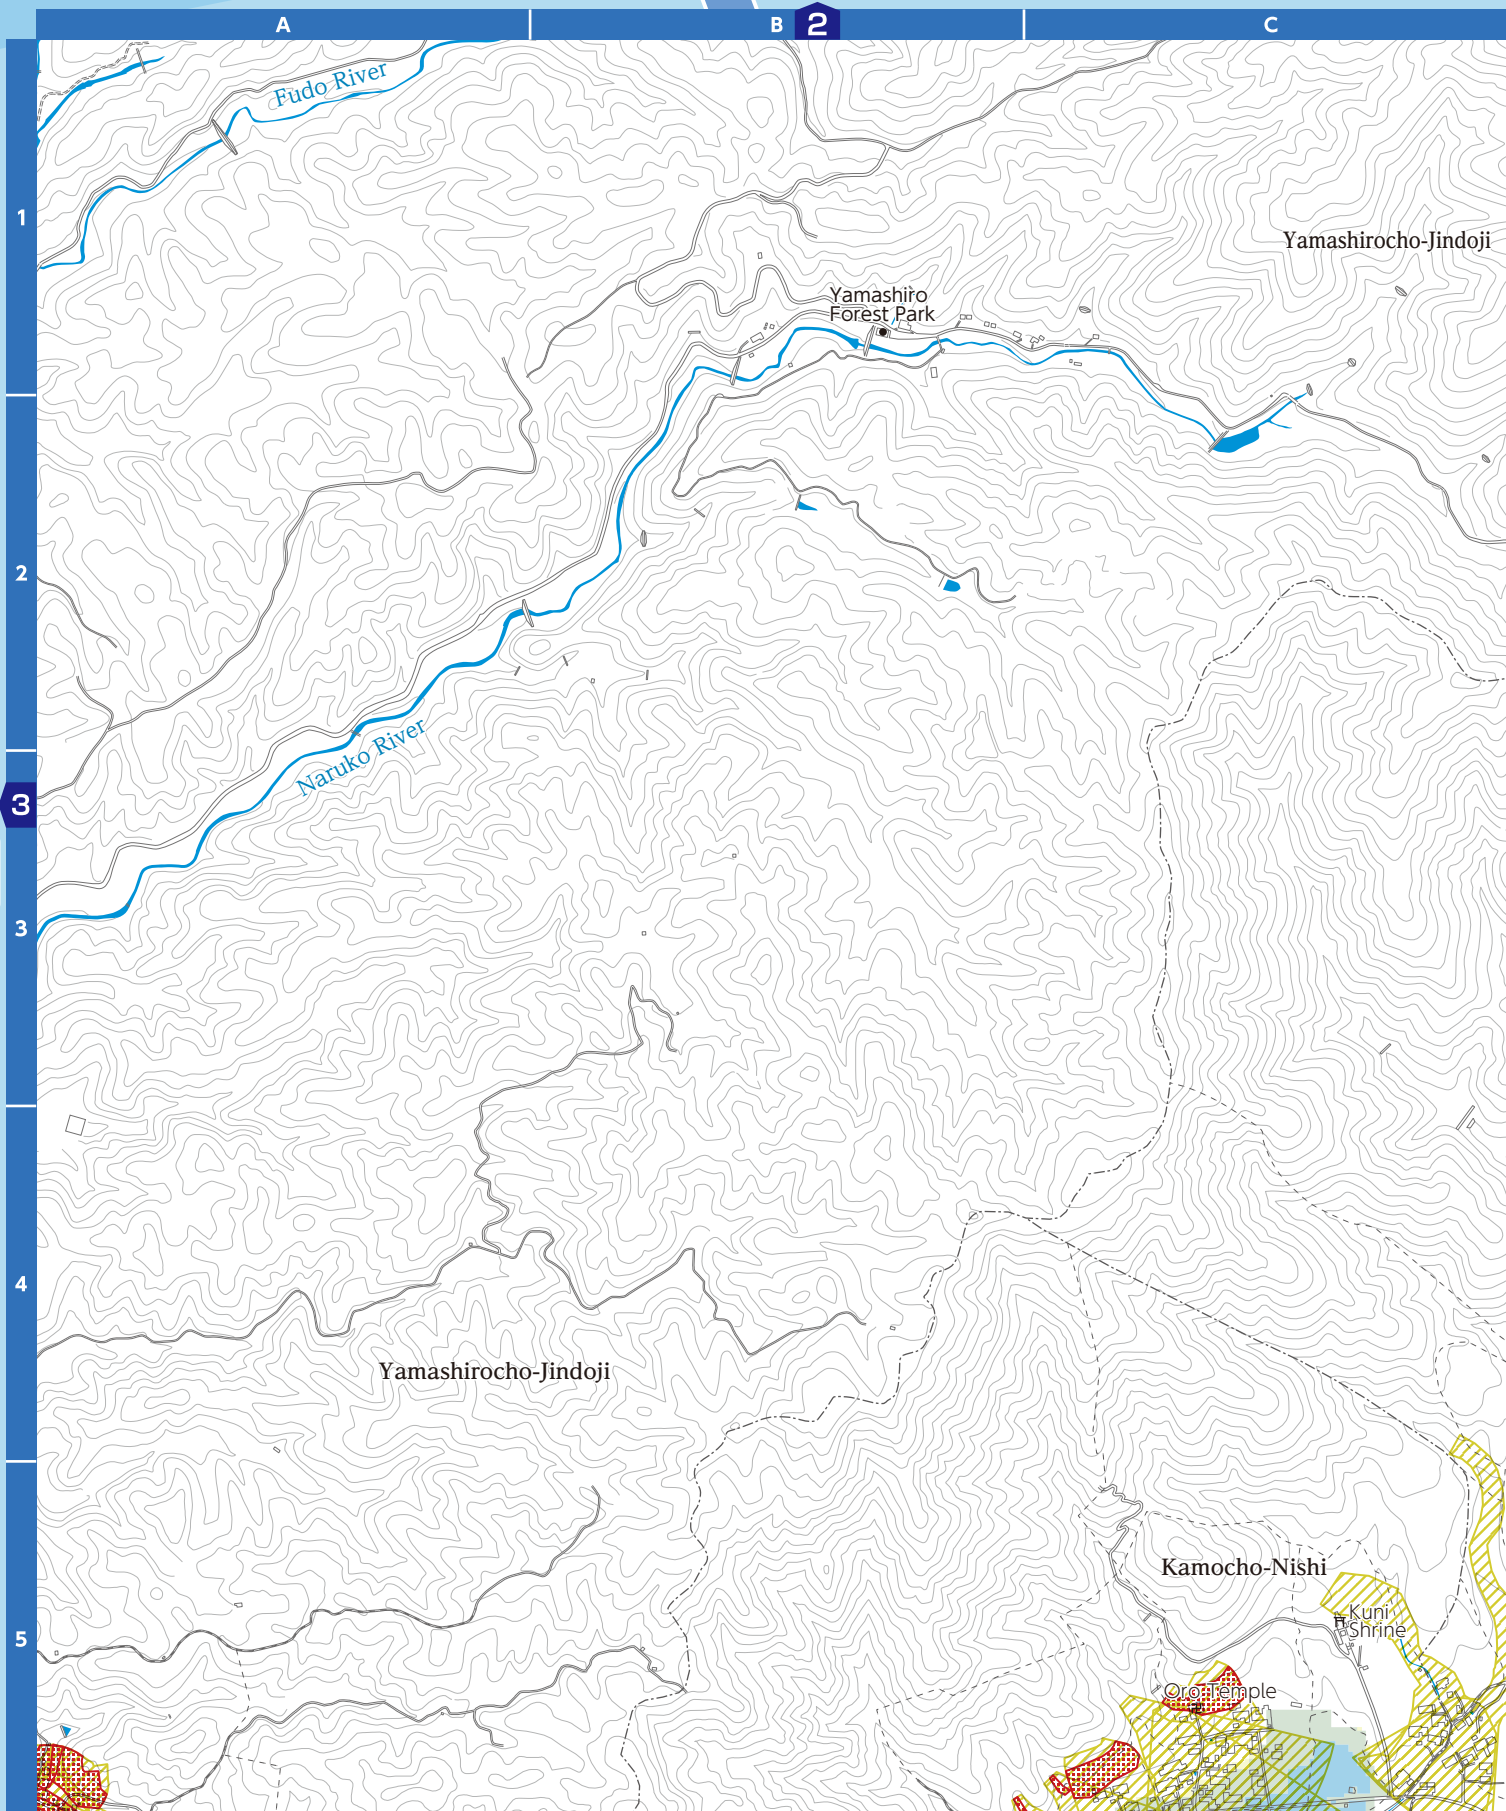 A
B
2
C
Fudo River
1
Yamashirocho-Jindoji
Yamashiro
Forest Park
2
Naruko River
3
3
4
Yamashirocho-Jindoji
Kamocho-Nishi
Kuni
Shrine
5
Oro Temple